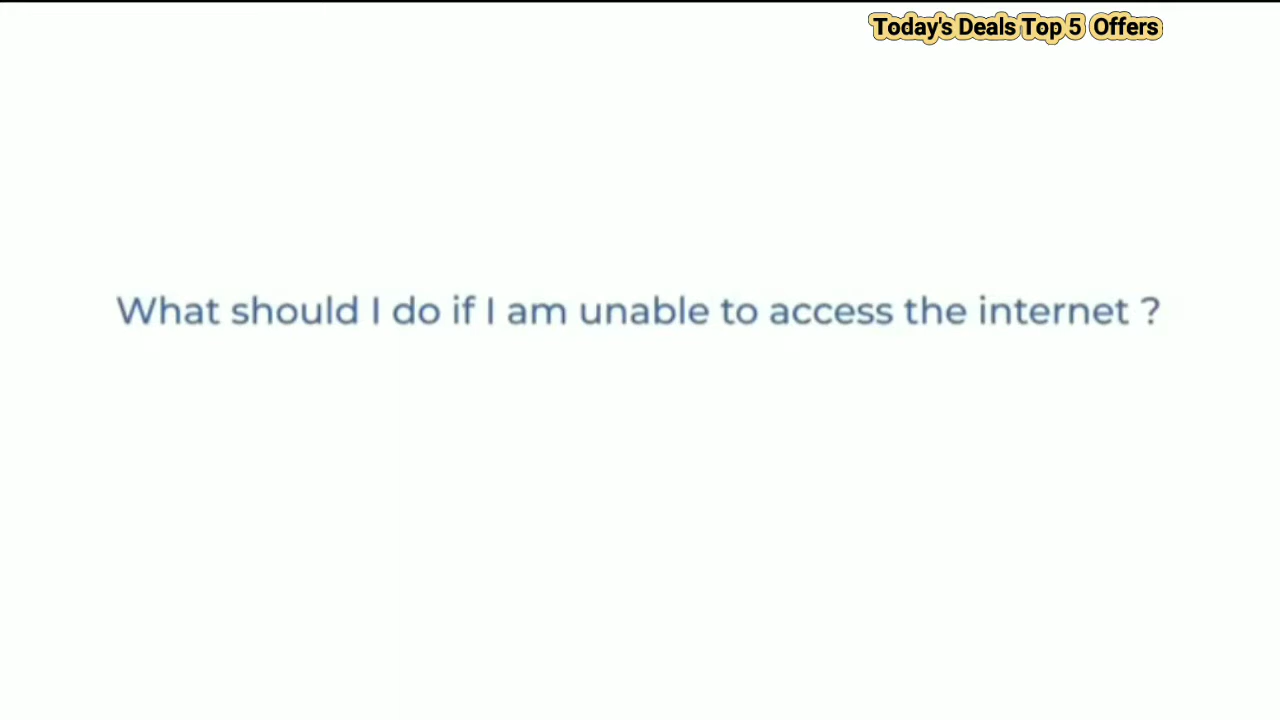 Today's Deals Top 5 Offers
What should I do if I am unable to access the internet ?